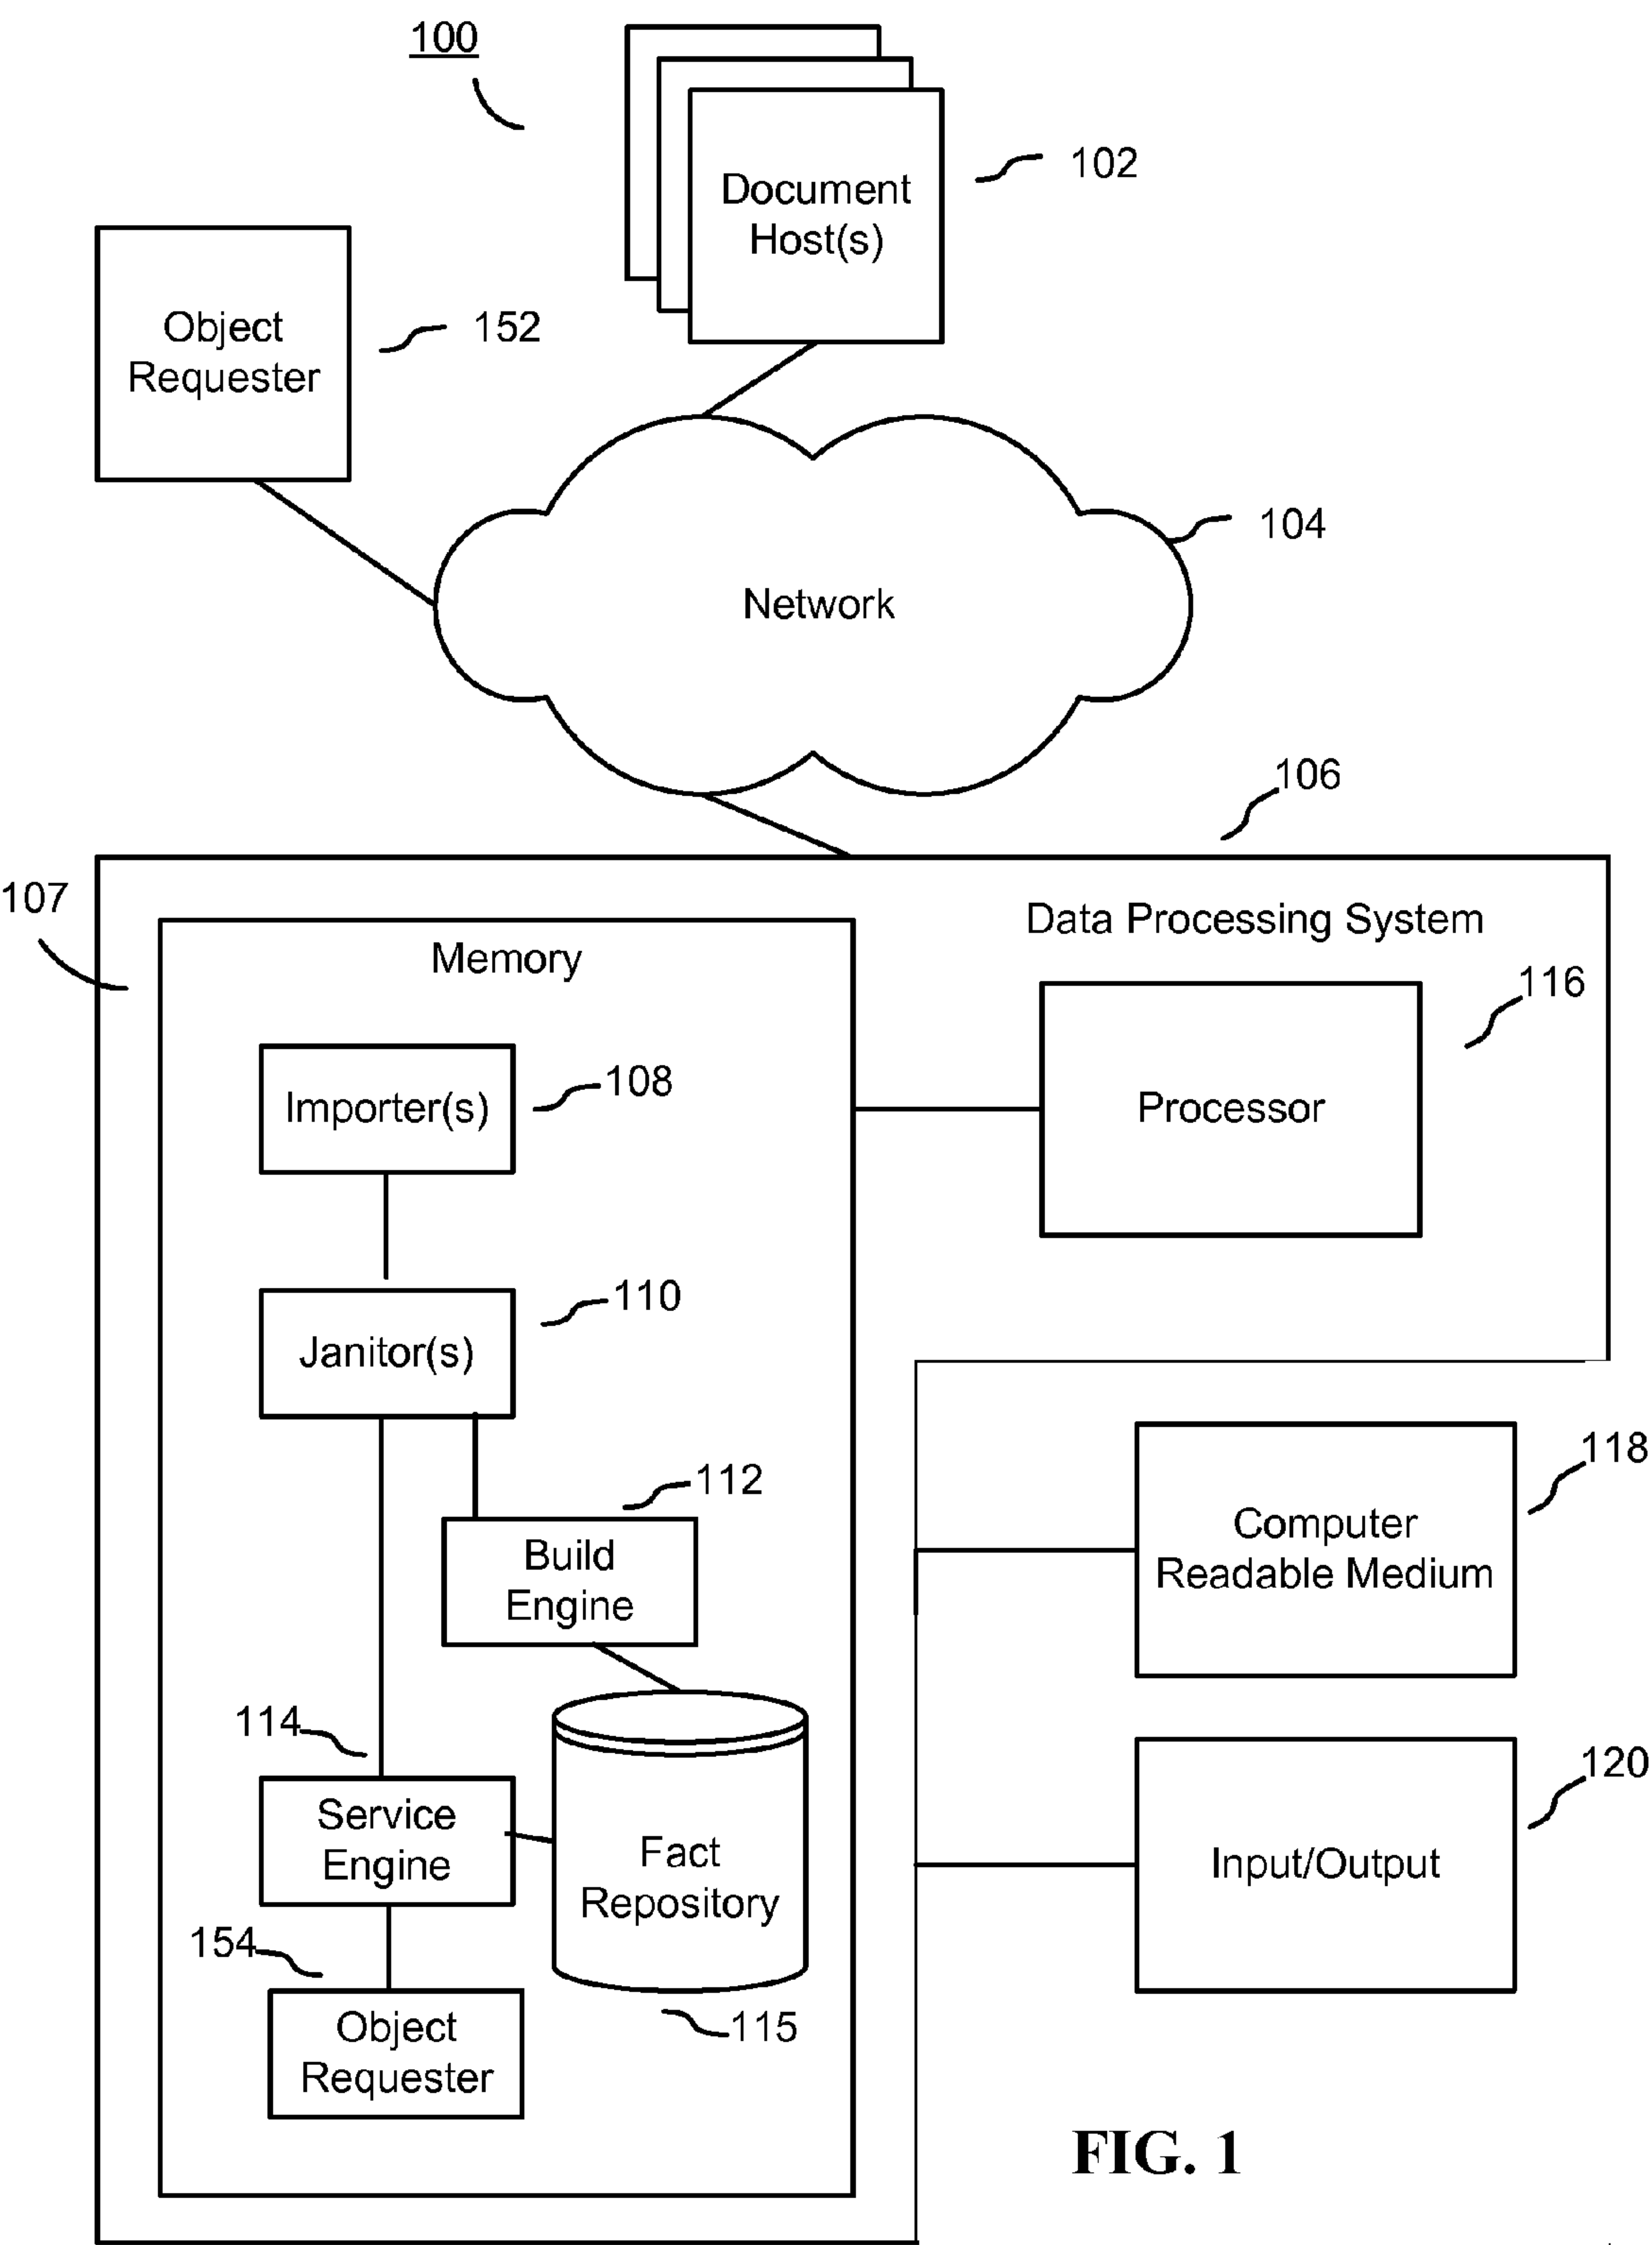 100
Document
Host(s)
102
Object
Requester
152
104
Network
106
107
Data Processing System
Memory
116
Importer(s)
108
Processor
110
Janitor(s)
118
112
Computer
Readable Medium
Build
Engine
114
120
Service
Engine
Fact
Repository
Input/Output
154
115
Object
Requester
FIG. 1